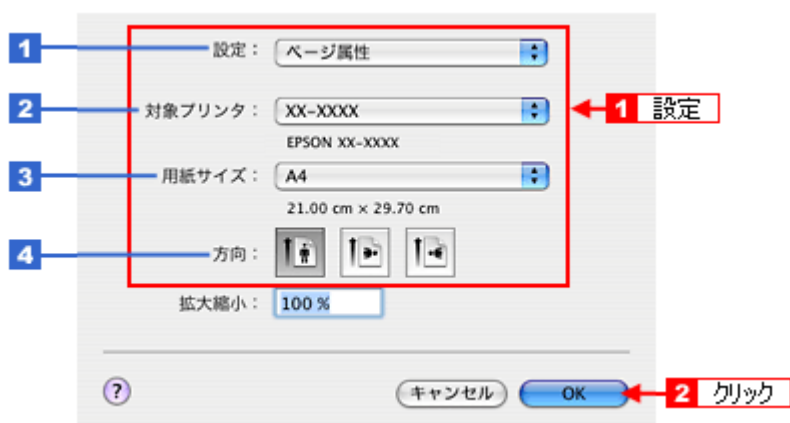 1 設定： ページ属性
2 対象プリンタ： XX-XXXX 1 設定
EPSON XX-XXXX
3 用紙サイズ： A4
21.00 cm × 29.70 cm
4 方向：
拡大縮小： 100 %
? キャンセル OK 2 クリック